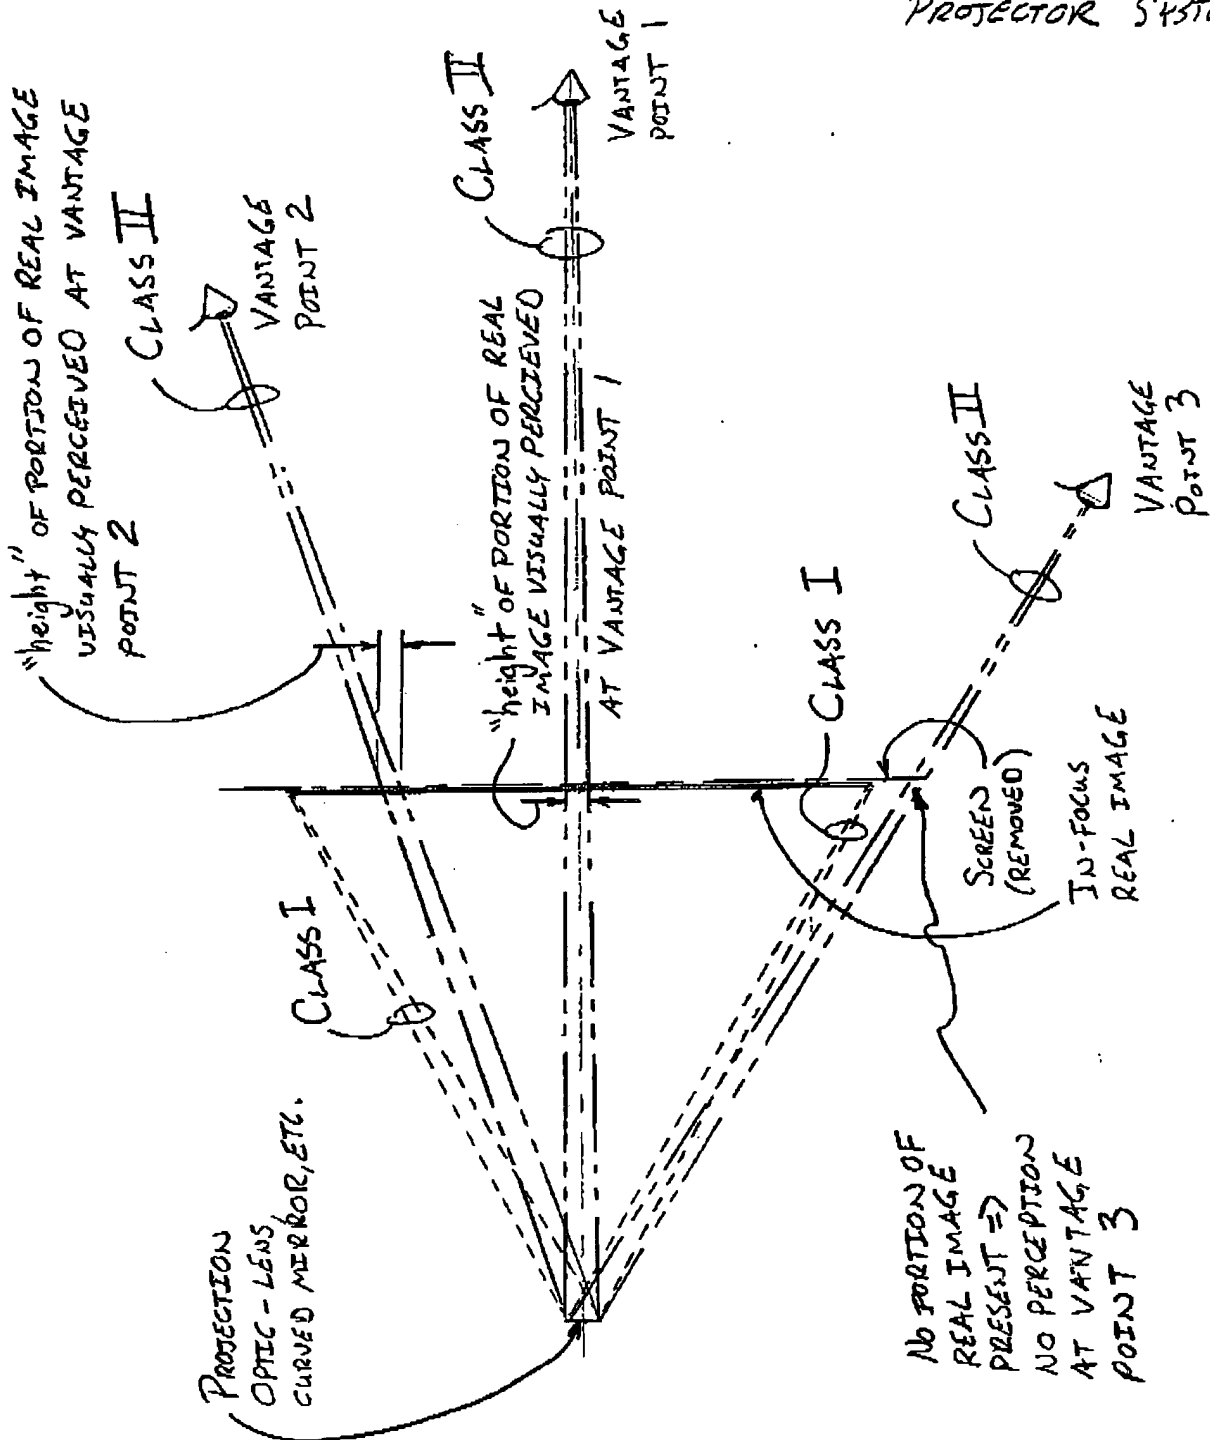 PROJECTOR
"height" OF PORTION OF REAL IMAGE
VISUALLY PERCEIVED AT VANTAGE
POINT 2
CLASS II
VANTAGE
POINT 2
CLASS II
VANTAGE
POINT 1
"height" OF PORTION OF REAL
IMAGE VISUALLY PERCIEVED
AT VANTAGE POINT 1
CLASS I
CLASS I
CLASS II
VANTAGE
POINT 3
SCREEN
(REMOVED)
IN-FOCUS
REAL IMAGE
PROJECTION
OPTIC - LENS,
CURVED MIRROR, ETC.
NO PORTION OF
REAL IMAGE
PRESENT =>
NO PERCEPTION
AT VANTAGE
POINT 3